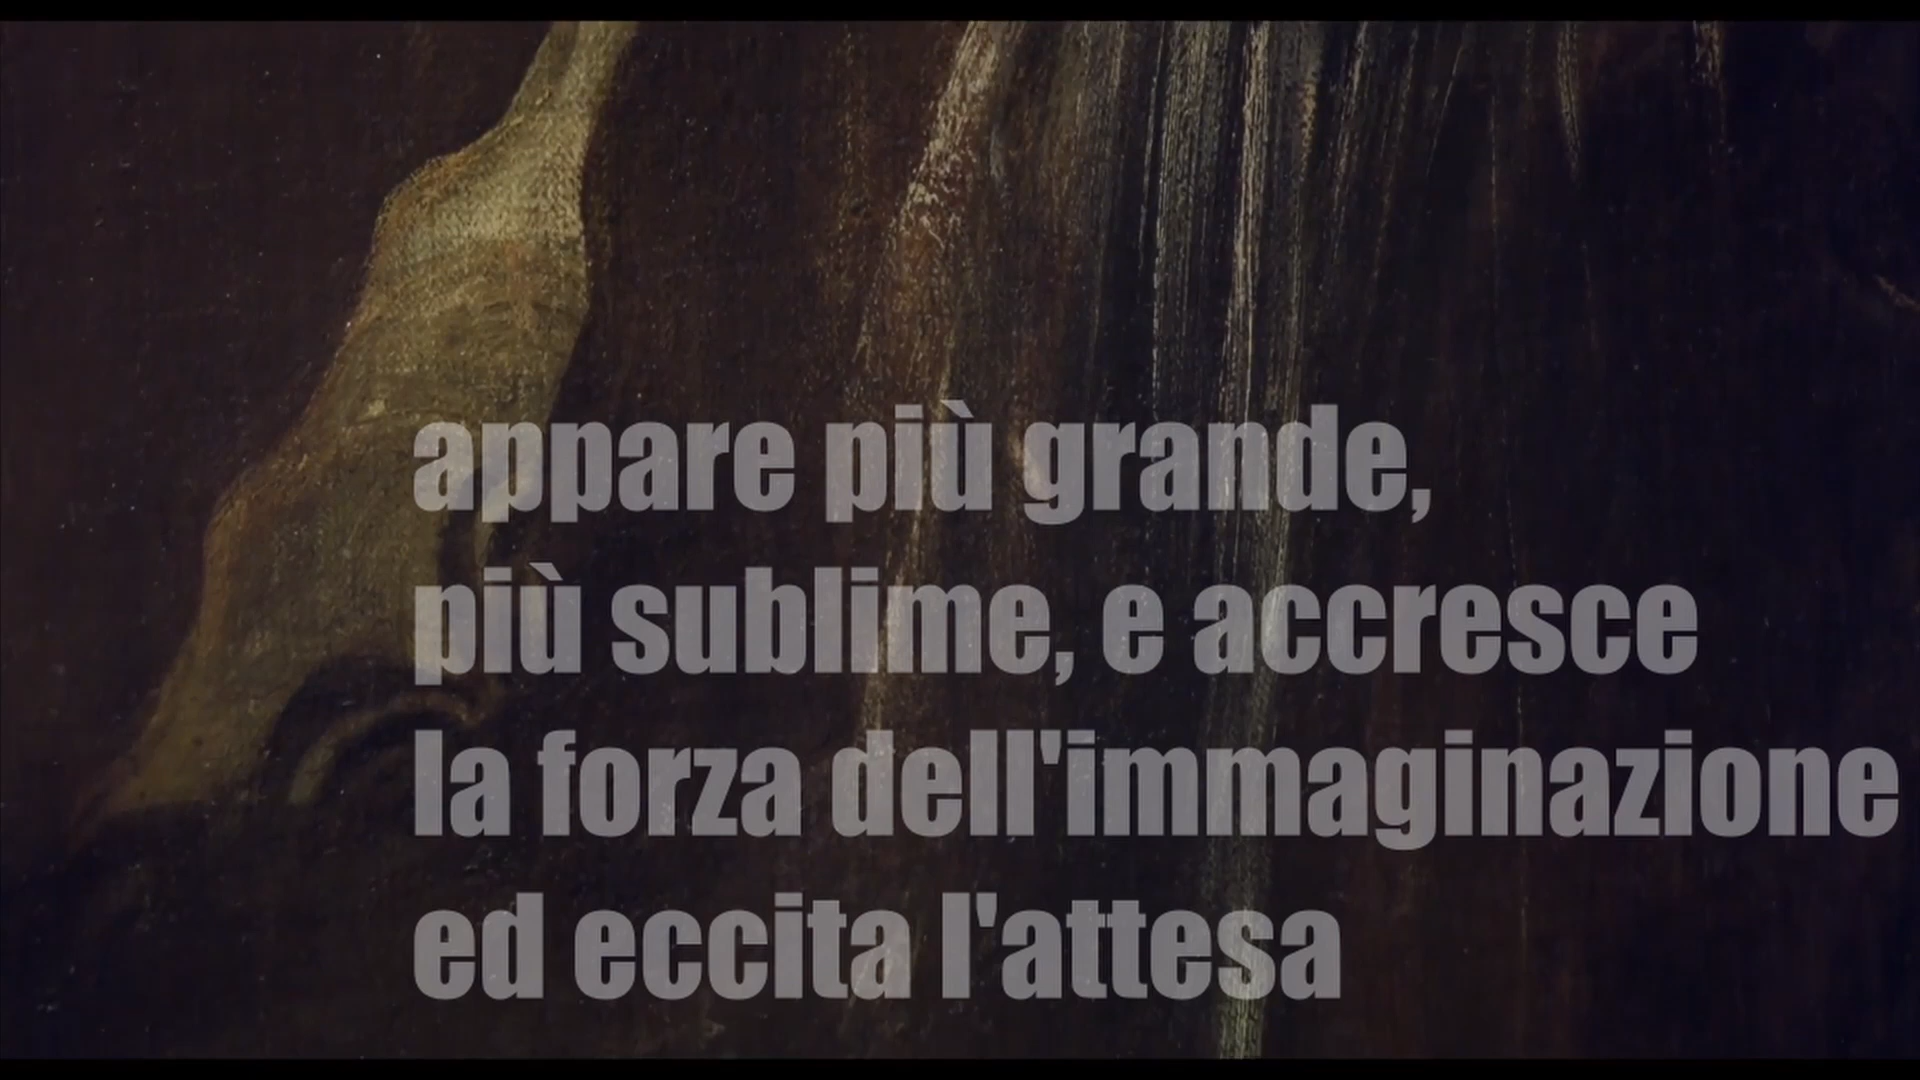 appare più grande,
più sublime, e accresce
la forza dell'immaginazione
ed eccita l'attesa